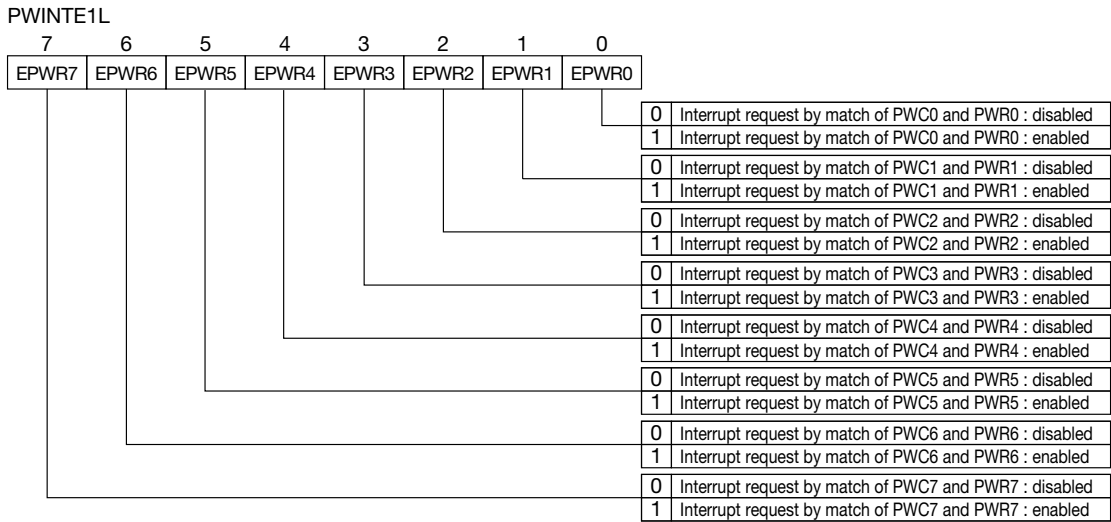 PWINTE1L
7 6 5 4 3 2 1 0
EPWR7 EPWR6 EPWR5 EPWR4 EPWR3 EPWR2 EPWR1 EPWR0
0 Interrupt request by match of PWC0 and PWR0 : disabled
1 Interrupt request by match of PWC0 and PWR0 : enabled
0 Interrupt request by match of PWC1 and PWR1 : disabled
1 Interrupt request by match of PWC1 and PWR1 : enabled
0 Interrupt request by match of PWC2 and PWR2 : disabled
1 Interrupt request by match of PWC2 and PWR2 : enabled
0 Interrupt request by match of PWC3 and PWR3 : disabled
1 Interrupt request by match of PWC3 and PWR3 : enabled
0 Interrupt request by match of PWC4 and PWR4 : disabled
1 Interrupt request by match of PWC4 and PWR4 : enabled
0 Interrupt request by match of PWC5 and PWR5 : disabled
1 Interrupt request by match of PWC5 and PWR5 : enabled
0 Interrupt request by match of PWC6 and PWR6 : disabled
1 Interrupt request by match of PWC6 and PWR6 : enabled
0 Interrupt request by match of PWC7 and PWR7 : disabled
1 Interrupt request by match of PWC7 and PWR7 : enabled